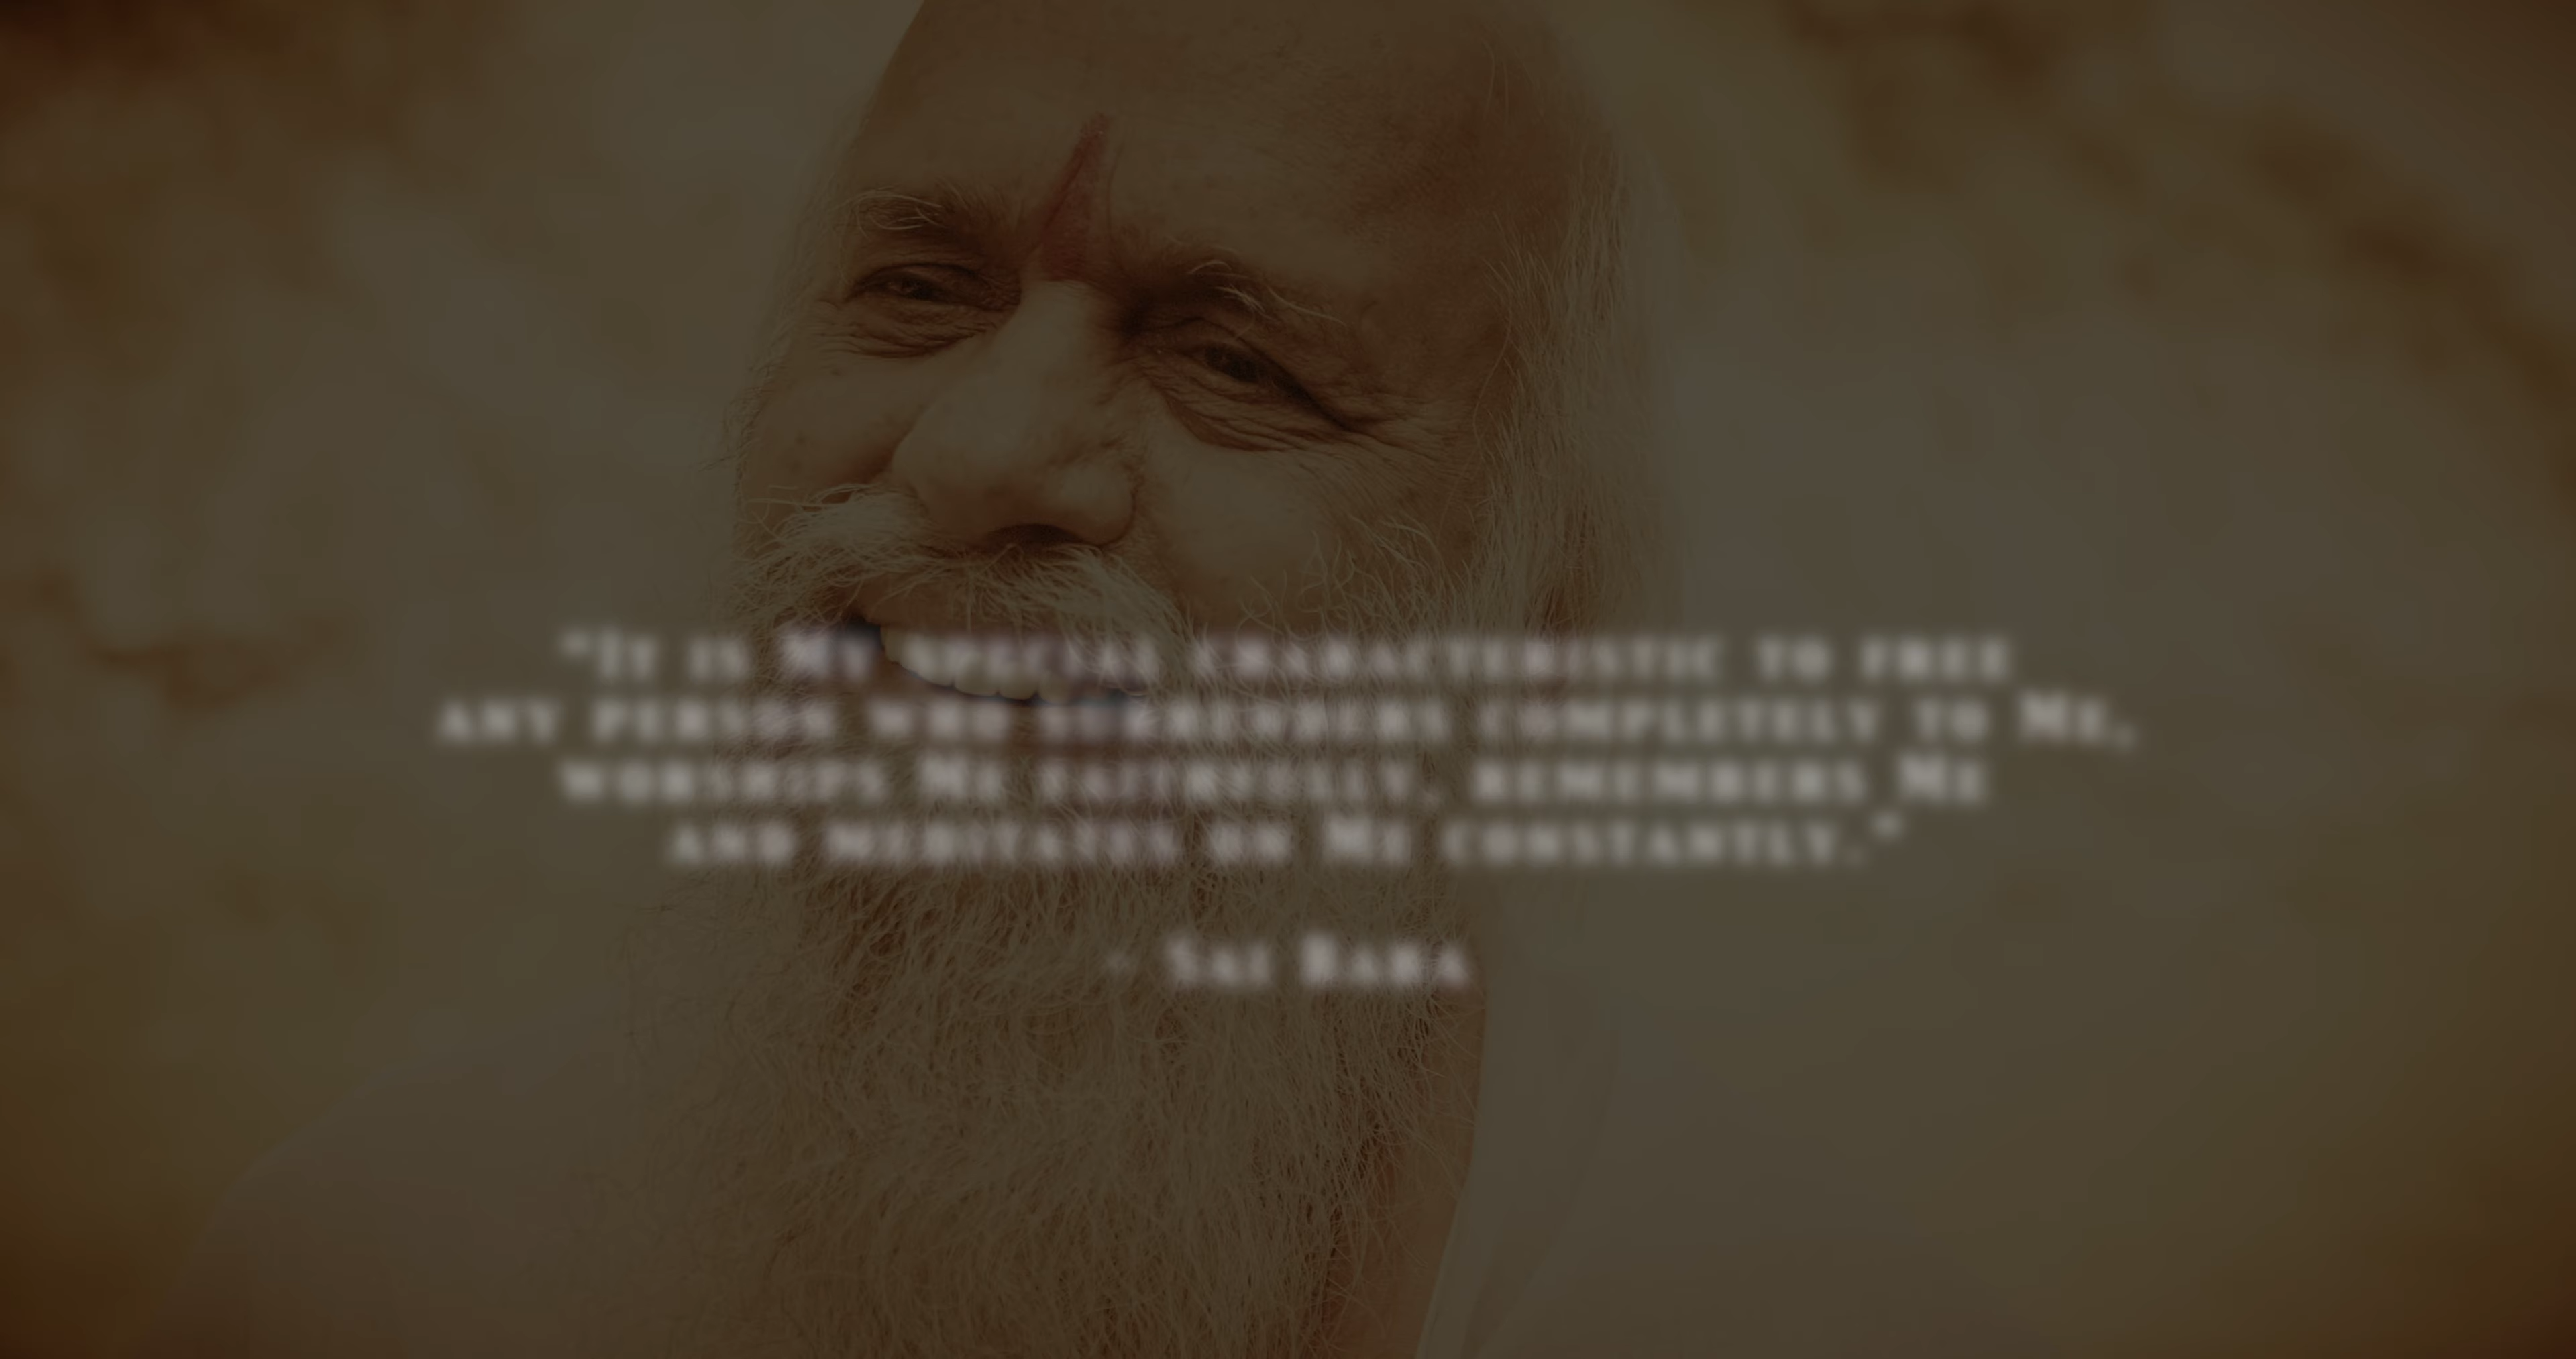 "It is My special characteristic to free
any person who surrenders completely to Me,
worships Me faithfully, remembers Me
and meditates on Me constantly."
- Sai Baba